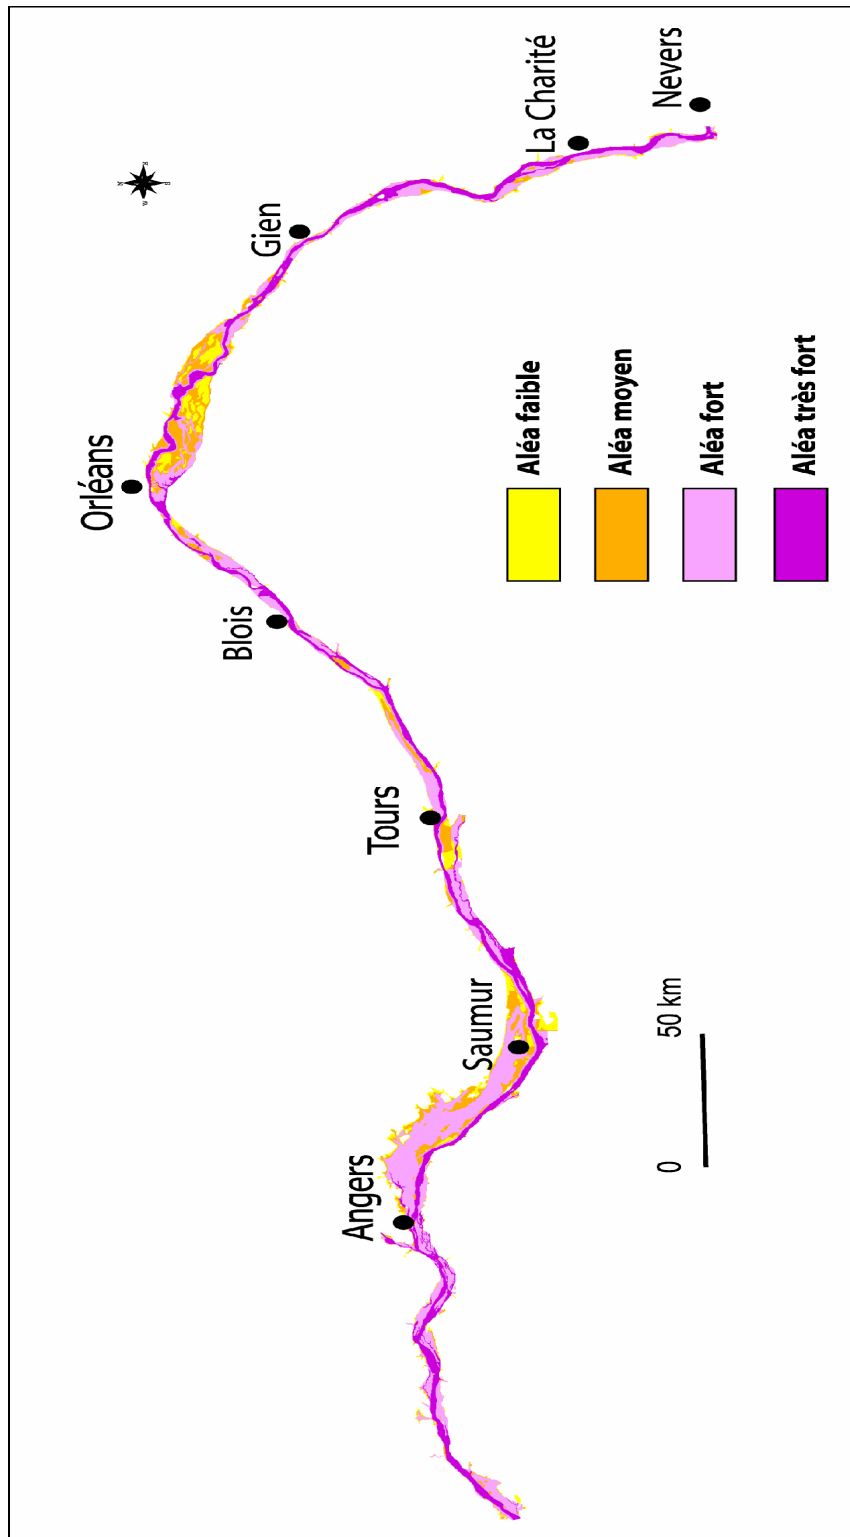 Nevers
La Charité
Gien
Orléans
Blois
Tours
Saumur
Angers
Aléa faible
Aléa moyen
Aléa fort
Aléa très fort
0 50 km